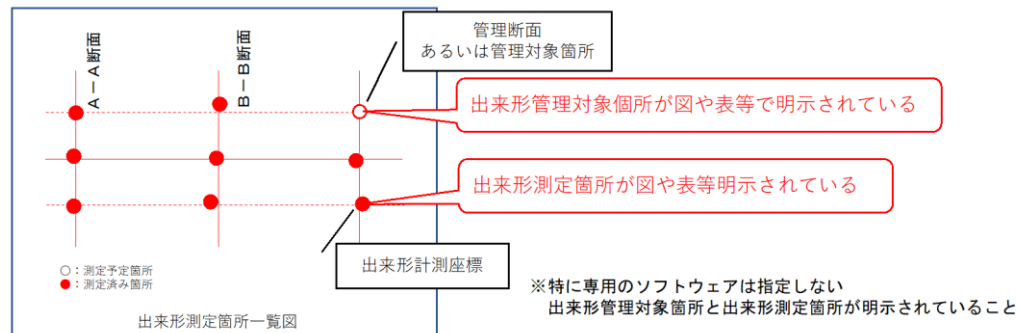 A－A断面
B－B断面
管理断面
あるいは管理対象箇所
出来形管理対象個所が図や表等で明示されている
出来形測定箇所が図や表等明示されている
出来形計測座標
○：測定予定箇所
●：測定済み箇所
出来形測定箇所一覧図
※特に専用のソフトウェアは指定しない
出来形管理対象箇所と出来形測定箇所が明示されていること